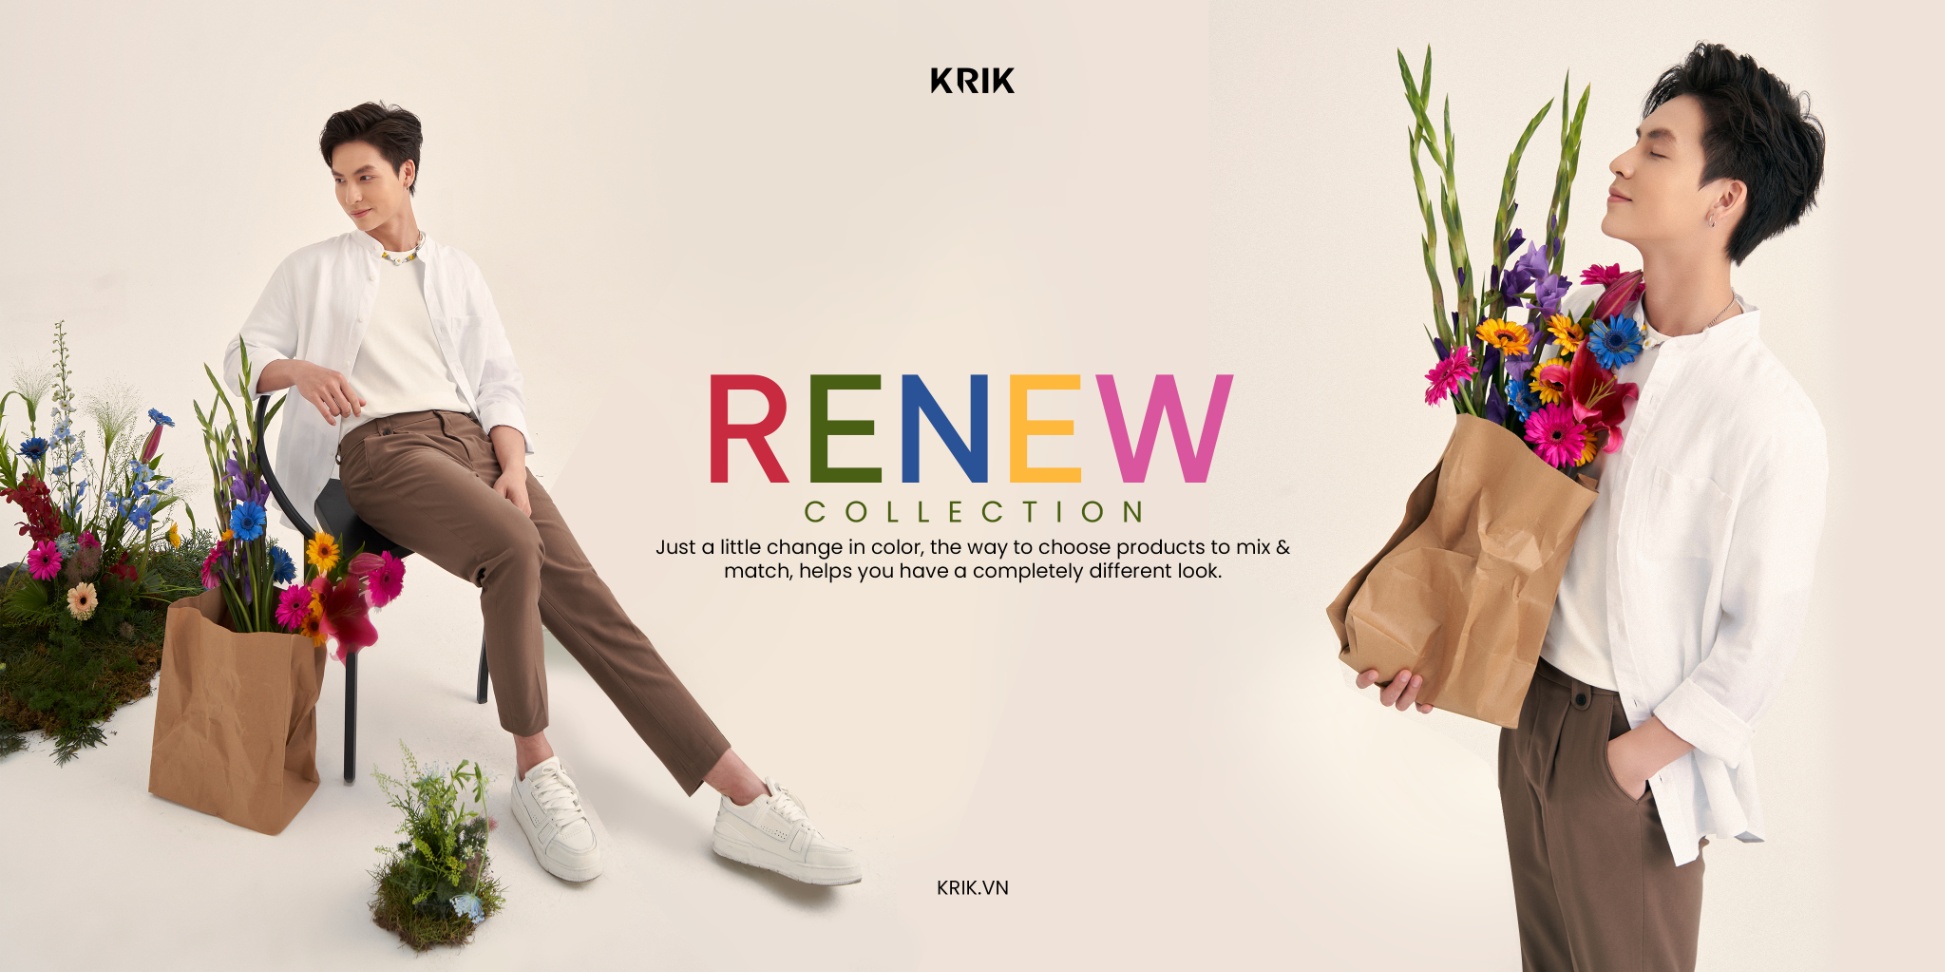 KRIK
RENEW
COLLECTION
Just a little change in color, the way to choose products to mix &
match, helps you have a completely different look.
KRIK.VN